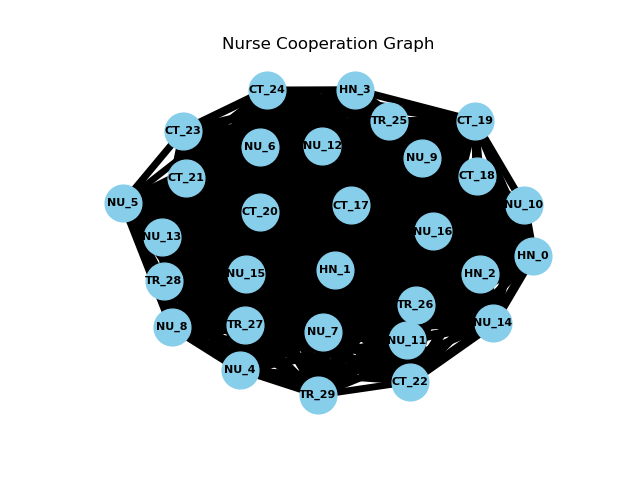 Nurse Cooperation Graph
CT_24
HN_3
CT_23
TR_25
CT_19
NU_6
NU_12
NU_9
CT_21
CT_18
NU_5
CT_20
CT_17
NU_10
NU_13
NU_16
HN_0
TR_28
NU_15
HN_1
HN_2
TR_26
NU_8
TR_27
NU_7
NU_11
NU_14
NU_4
TR_29
CT_22